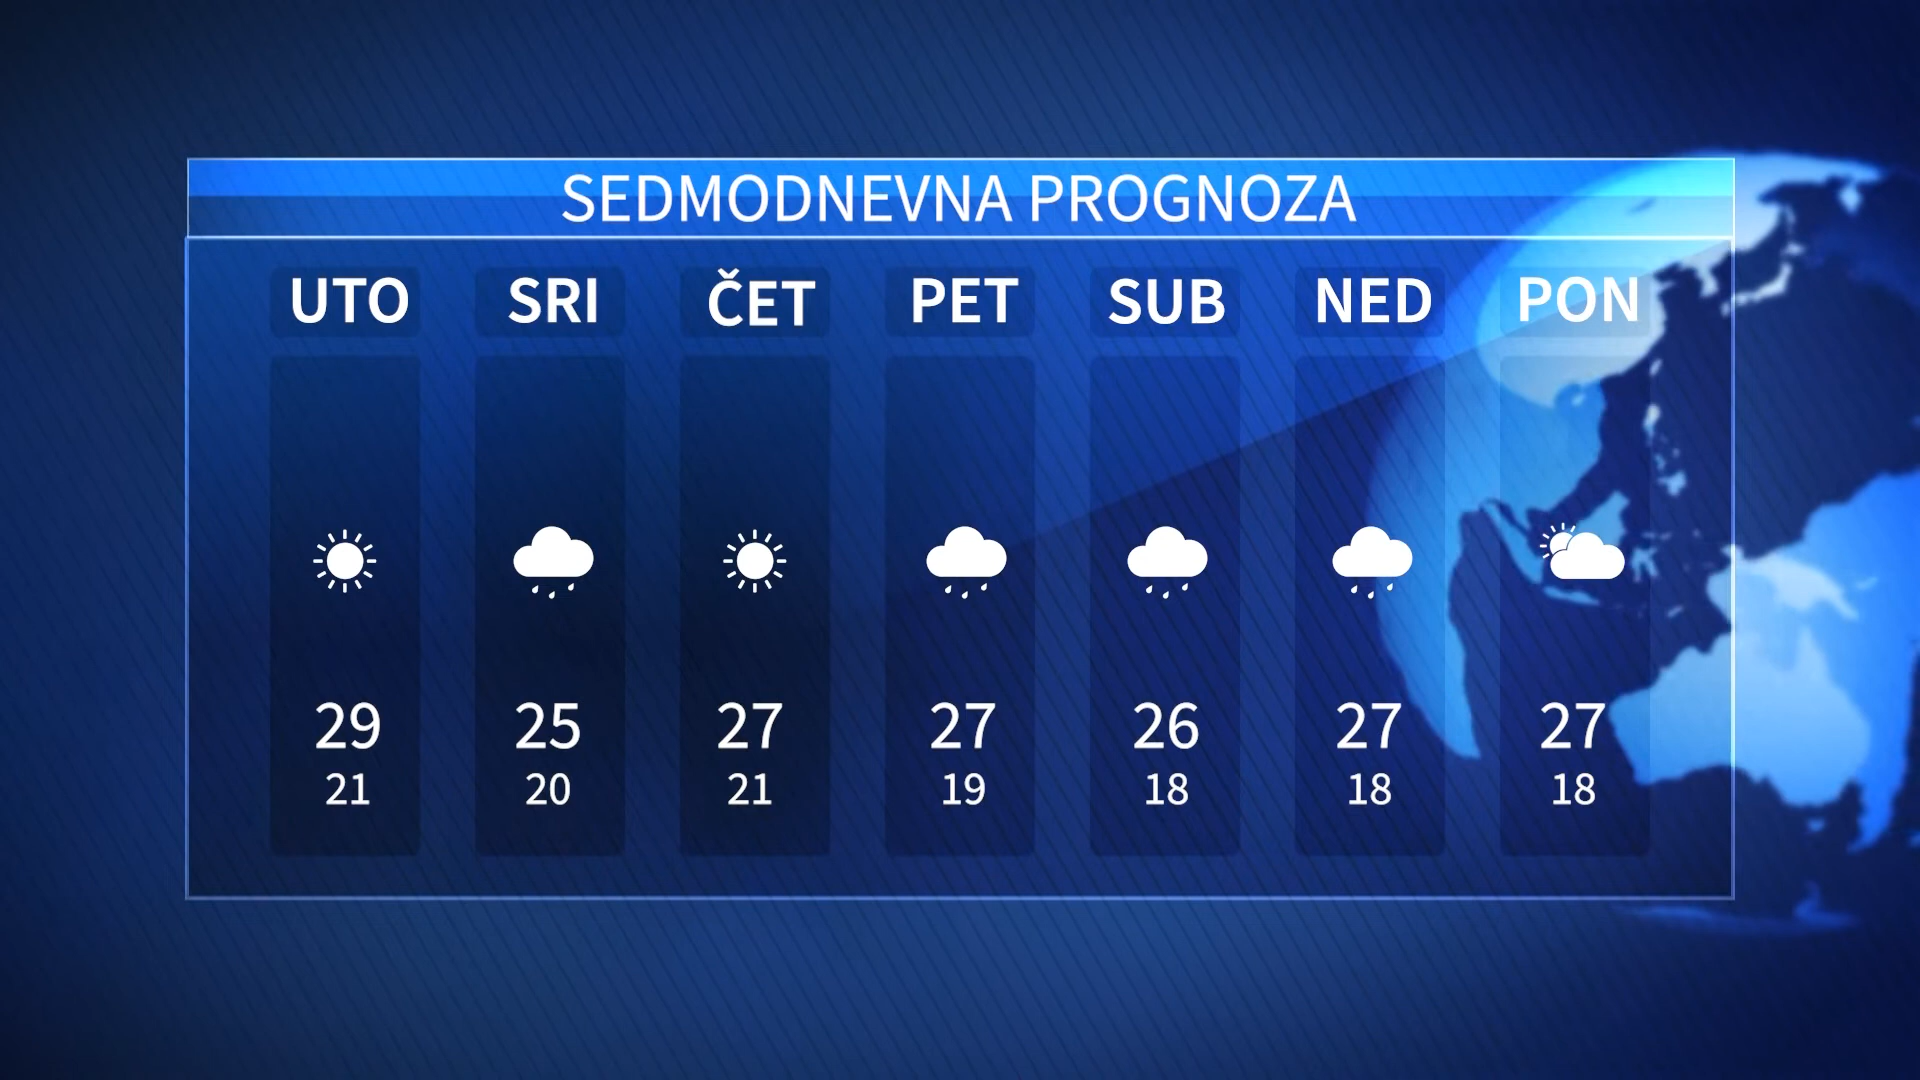 SEDMODNEVNA PROGNOZA
UTO SRI ČET PET SUB NED PON
29 25 27 27 26 27 27
21 20 21 19 18 18 18